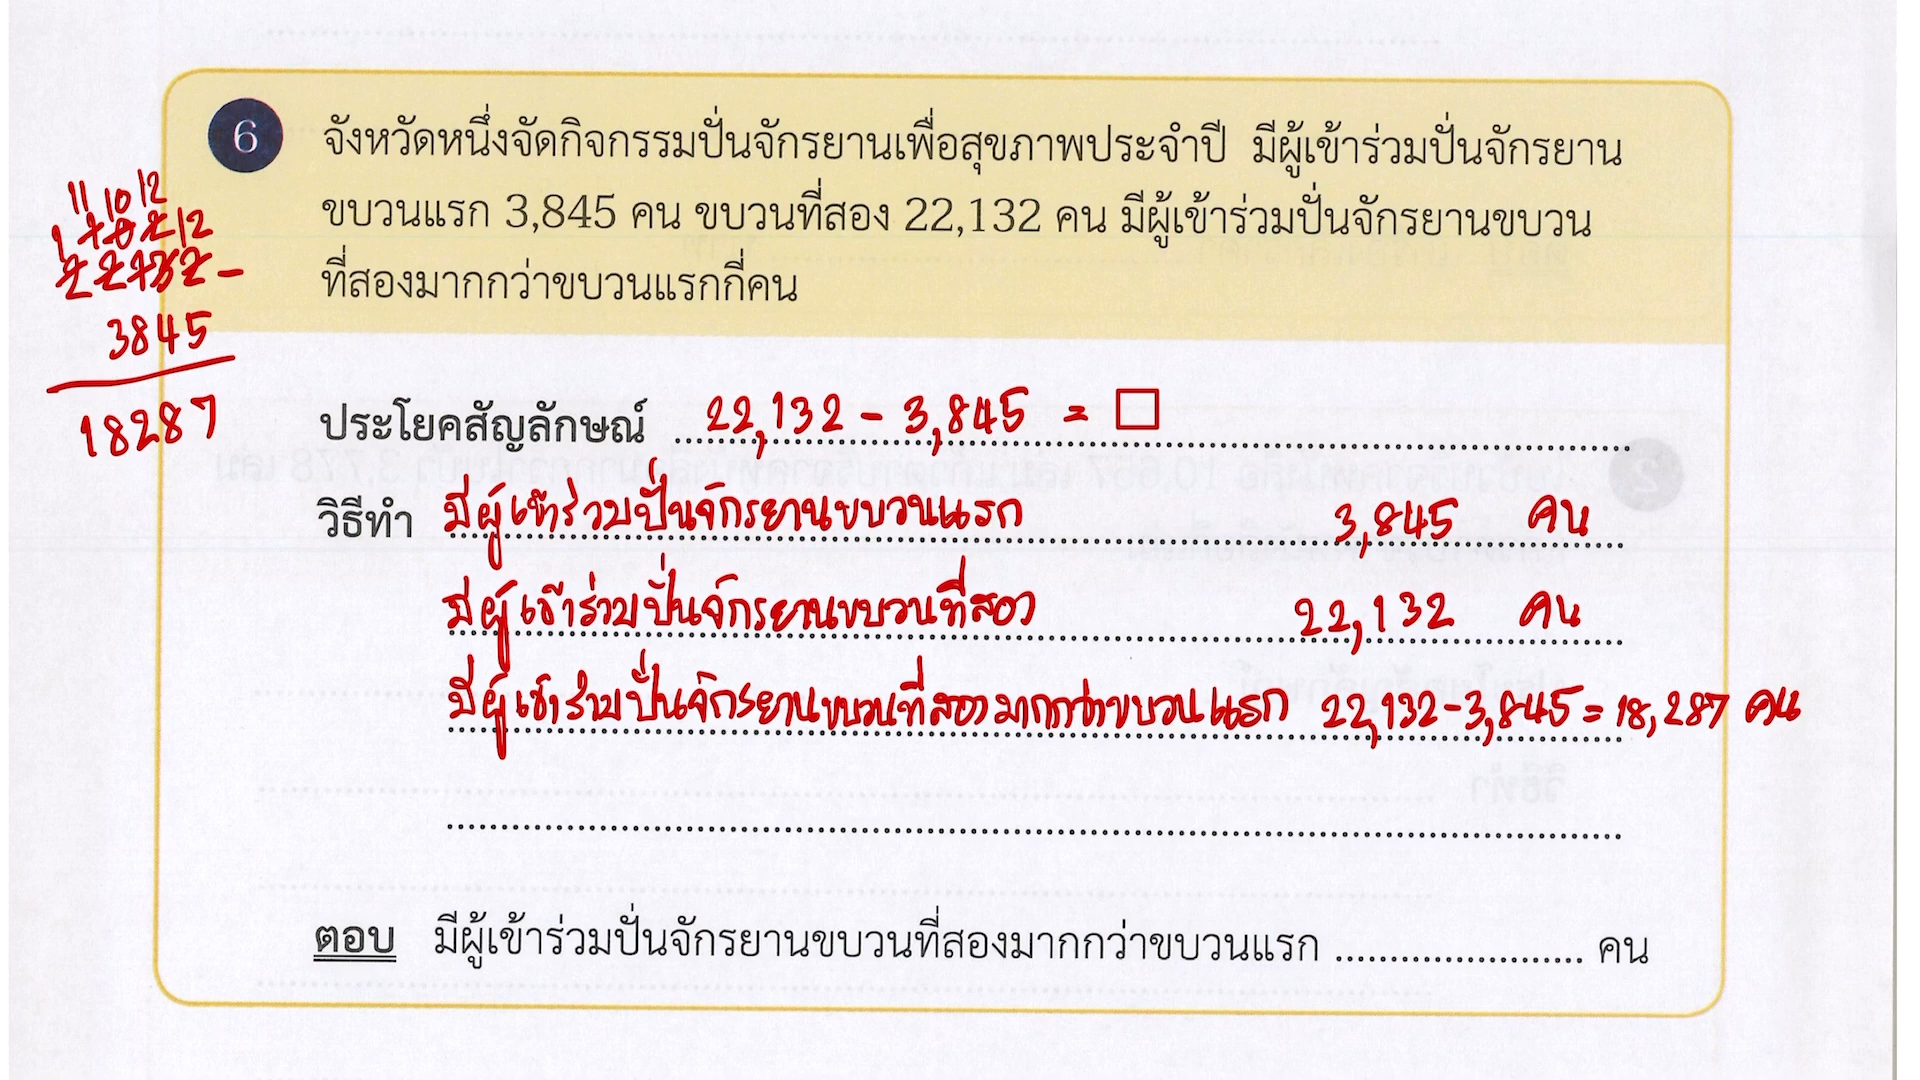 6 จังหวัดหนึ่งจัดกิจกรรมปั่นจักรยานเพื่อสุขภาพประจำปี มีผู้เข้าร่วมปั่นจักรยาน
ขบวนแรก 3,845 คน ขบวนที่สอง 22,132 คน มีผู้เข้าร่วมปั่นจักรยานขบวน
ที่สองมากกว่าขบวนแรกกี่คน
11 10 12
1 1 0 2 12
22132 -
3845
18287
ประโยคสัญลักษณ์ 22,132 - 3,845 = □
วิธีทำ มีผู้เข้าร่วมปั่นจักรยานขบวนแรก 3,845 คน
มีผู้เข้าร่วมปั่นจักรยานขบวนที่สอง 22,132 คน
มีผู้เข้าร่วมปั่นจักรยานขบวนที่สองมากกว่าขบวนแรก 22,132-3,845=18,287 คน
ตอบ มีผู้เข้าร่วมปั่นจักรยานขบวนที่สองมากกว่าขบวนแรก ...................... คน